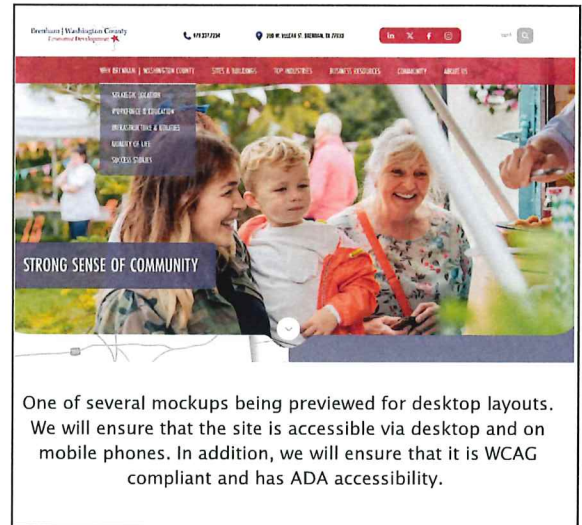 Brenham | Washington County
Economic Development
979.337.7234
200 W. VULCAN ST. BRENHAM, TX 77833
in X f
WHY BRENHAM | WASHINGTON COUNTY SITES & BUILDINGS TOP INDUSTRIES BUSINESS RESOURCES COMMUNITY ABOUT US
STRATEGIC LOCATION
WORKFORCE & EDUCATION
INFRASTRUCTURE & UTILITIES
QUALITY OF LIFE
SUCCESS STORIES
STRONG SENSE OF COMMUNITY
One of several mockups being previewed for desktop layouts.
We will ensure that the site is accessible via desktop and on
mobile phones. In addition, we will ensure that it is WCAG
compliant and has ADA accessibility.